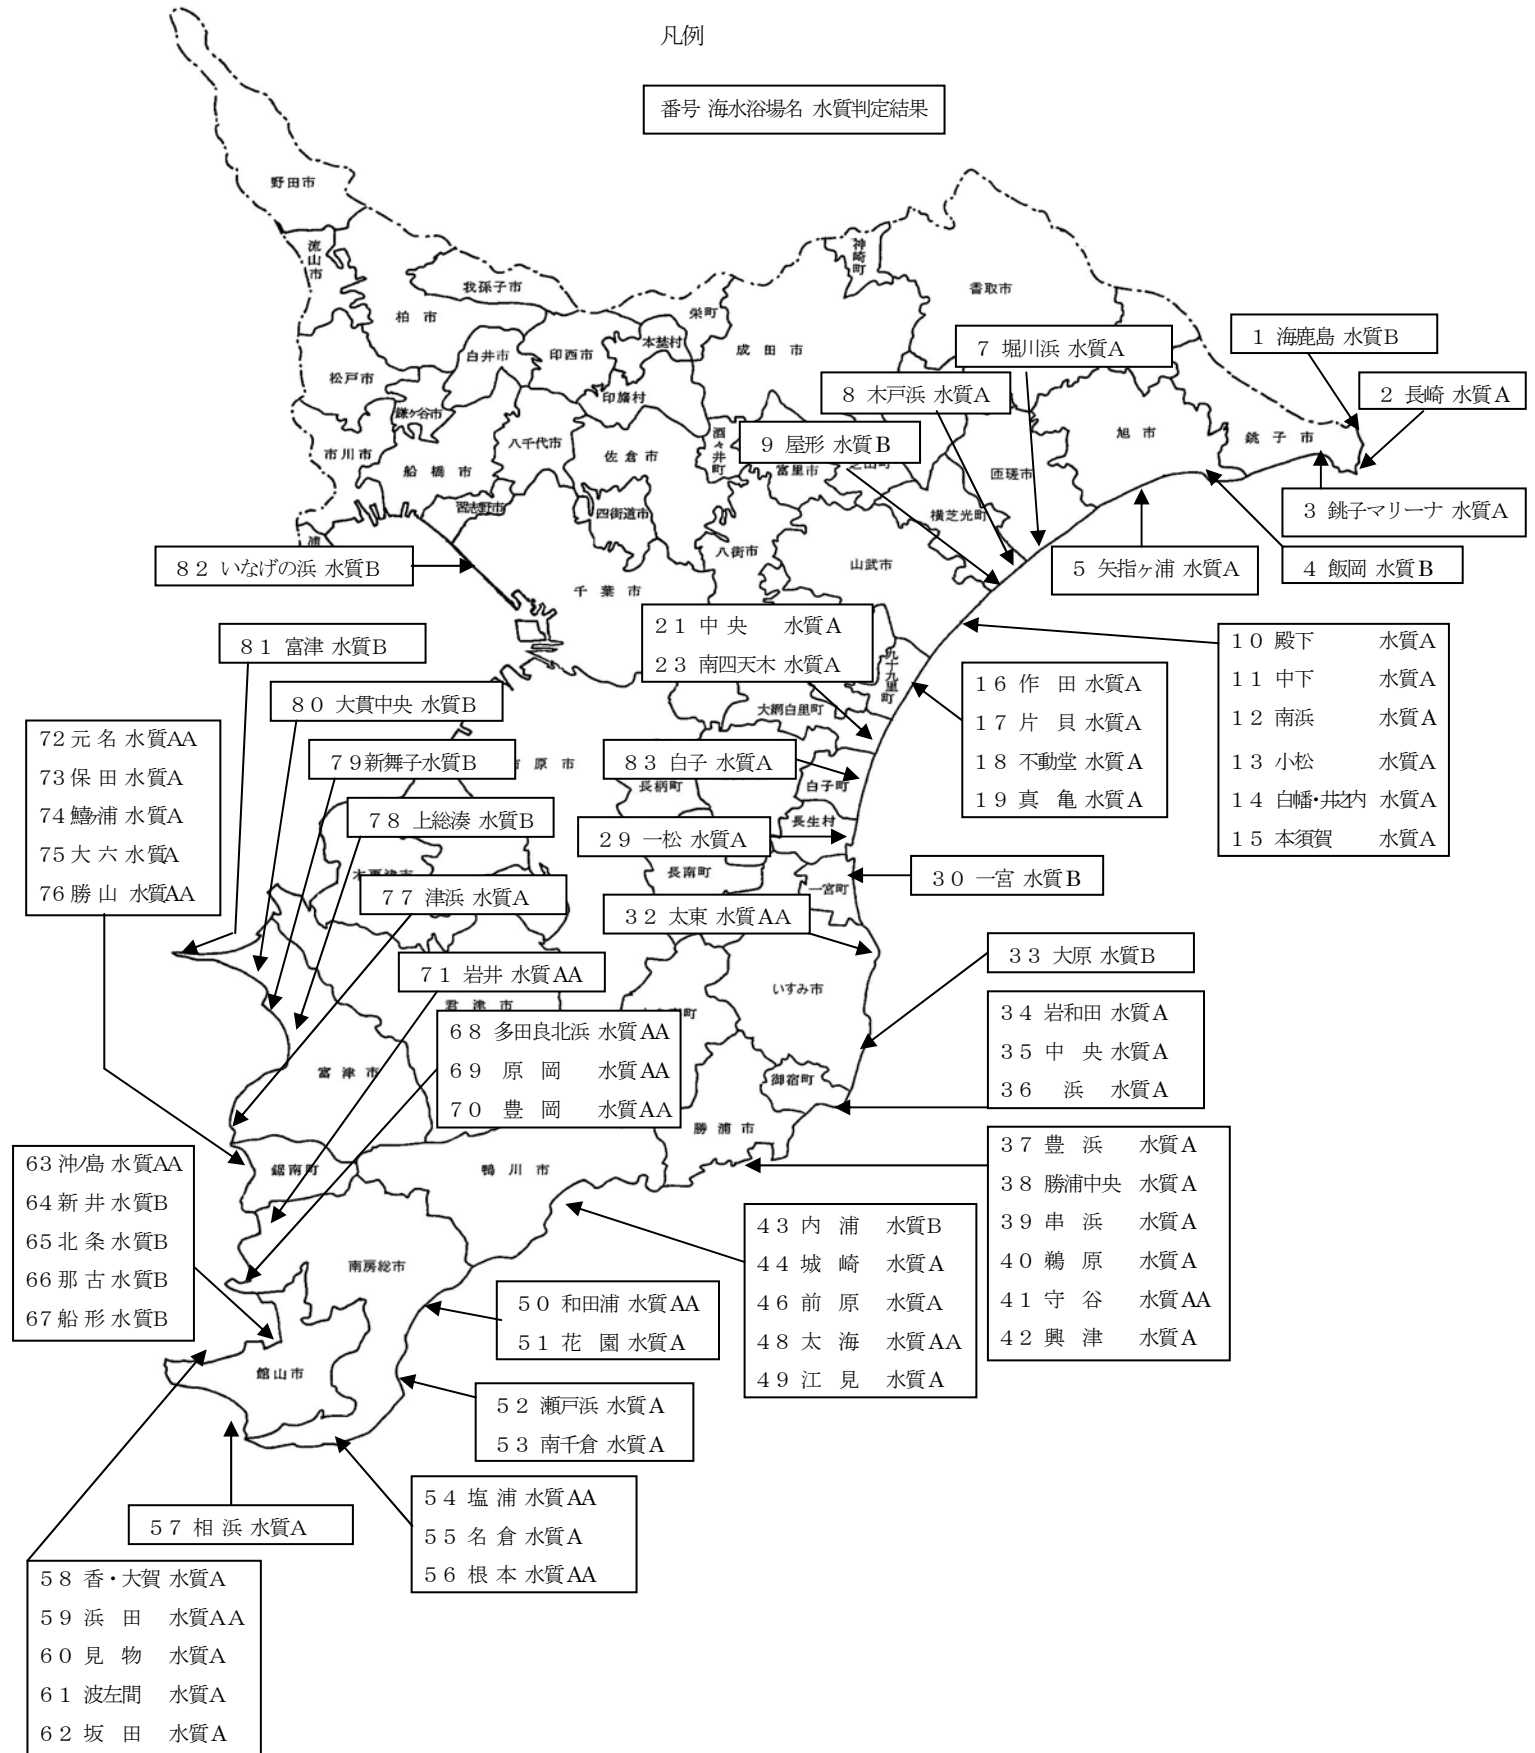 凡例
番号 海水浴場名 水質判定結果
野田市
流山市
我孫子市
柏市
栄町
本埜村
白井市
印西市
成田市
神崎町
香取市
松戸市
鎌ケ谷市
印旛村
八千代市
市川市
船橋市
習志野市
佐倉市
四街道市
酒々井町
富里市
八街市
千葉市
山武市
横芝光町
匝瑳市
旭市
銚子市
1 海鹿島 水質B
2 長崎 水質A
3 銚子マリーナ 水質A
4 飯岡 水質B
5 矢指ヶ浦 水質A
7 堀川浜 水質A
8 木戸浜 水質A
9 屋形 水質B
82 いなげの浜 水質B
21 中央 水質A
23 南四天木 水質A
10 殿下 水質A
11 中下 水質A
12 南浜 水質A
13 小松 水質A
14 白幡・井之内 水質A
15 本須賀 水質A
九十九里町
16 作田 水質A
17 片貝 水質A
18 不動堂 水質A
19 真亀 水質A
大網白里町
81 富津 水質B
80 大貫中央 水質B
79 新舞子 水質B
78 上総湊 水質B
77 津浜 水質A
72 元名 水質AA
73 保田 水質A
74 鱚ヶ浦 水質A
75 大六 水質A
76 勝山 水質AA
原市
長柄町
83 白子 水質A
白子町
長生村
29 一松 水質A
長南町
一宮町
30 一宮 水質B
32 太東 水質AA
33 大原 水質B
いすみ市
71 岩井 水質AA
君津市
68 多田良北浜 水質AA
69 原岡 水質AA
70 豊岡 水質AA
34 岩和田 水質A
35 中央 水質A
36 浜 水質A
御宿町
富津市
勝浦市
37 豊浜 水質A
38 勝浦中央 水質A
39 串浜 水質A
40 鵜原 水質A
41 守谷 水質AA
42 興津 水質A
63 沖ノ島 水質AA
64 新井 水質B
65 北条 水質B
66 那古 水質B
67 船形 水質B
鋸南町
鴨川市
43 内浦 水質B
44 城崎 水質A
46 前原 水質A
48 太海 水質AA
49 江見 水質A
南房総市
50 和田浦 水質AA
51 花園 水質A
館山市
52 瀬戸浜 水質A
53 南千倉 水質A
54 塩浦 水質AA
55 名倉 水質A
56 根本 水質AA
57 相浜 水質A
58 香・大賀 水質A
59 浜田 水質AA
60 見物 水質A
61 波左間 水質A
62 坂田 水質A